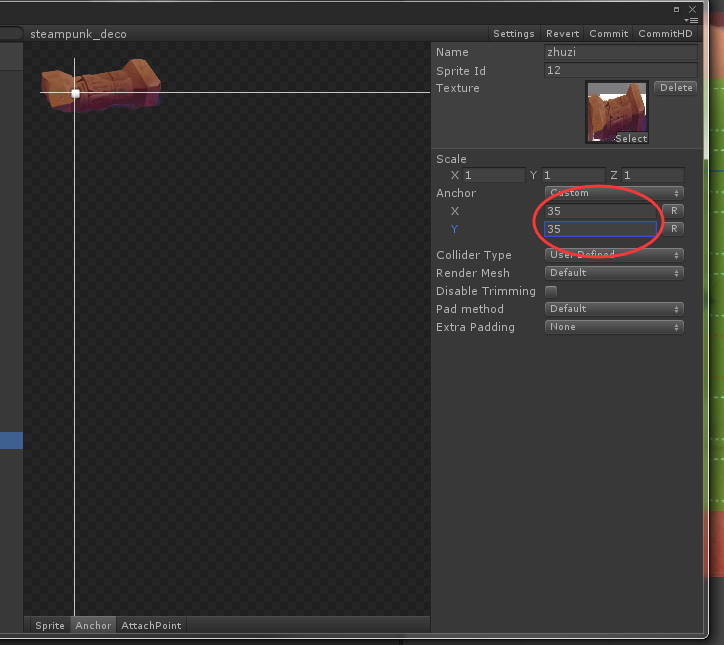 steampunk_deco
Settings Revert Commit CommitHD
Name zhuzi
Sprite Id 12
Texture Delete
Select
Scale
X 1 Y 1 Z 1
Anchor Custom
X 35 R
Y 35 R
Collider Type User Defined
Render Mesh Default
Disable Trimming
Pad method Default
Extra Padding None
Sprite Anchor AttachPoint